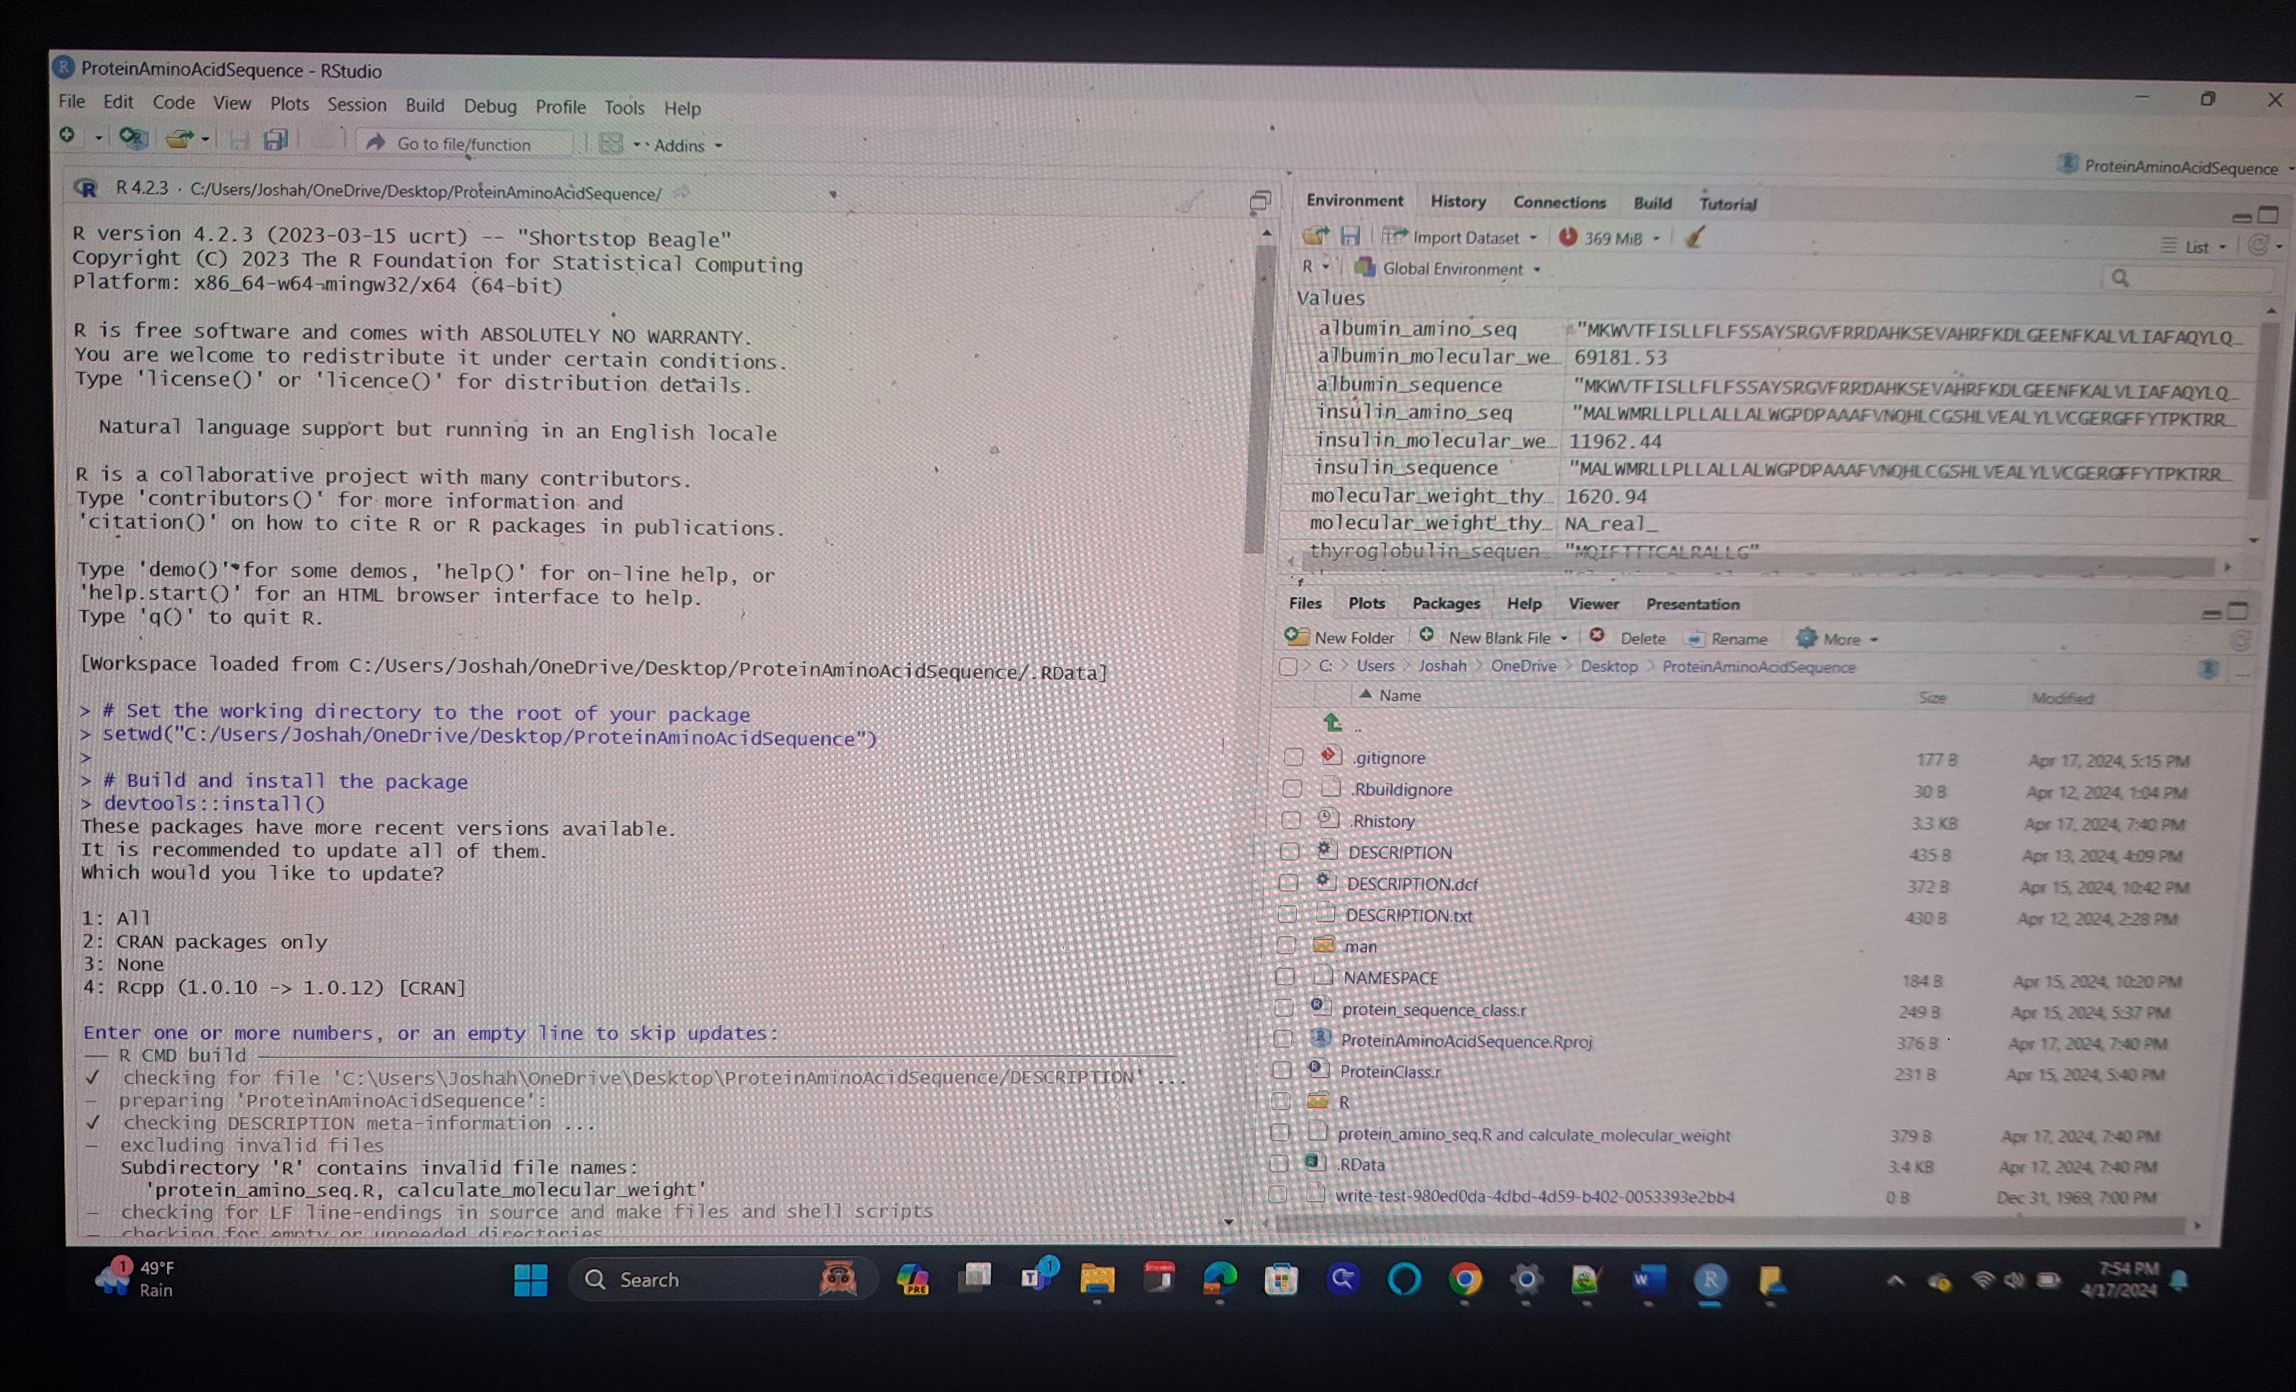 ProteinAminoAcidSequence - RStudio
File Edit Code View Plots Session Build Debug Profile Tools Help
Go to file/function Addins
ProteinAminoAcidSequence
R 4.2.3 · C:/Users/Joshah/OneDrive/Desktop/ProteinAminoAcidSequence/
R version 4.2.3 (2023-03-15 ucrt) -- "Shortstop Beagle"
Copyright (C) 2023 The R Foundation for Statistical Computing
Platform: x86_64-w64-mingw32/x64 (64-bit)
R is free software and comes with ABSOLUTELY NO WARRANTY.
You are welcome to redistribute it under certain conditions.
Type 'license()' or 'licence()' for distribution details.
Natural language support but running in an English locale
R is a collaborative project with many contributors.
Type 'contributors()' for more information and
'citation()' on how to cite R or R packages in publications.
Type 'demo()' for some demos, 'help()' for on-line help, or
'help.start()' for an HTML browser interface to help.
Type 'q()' to quit R.
[Workspace loaded from C:/Users/Joshah/OneDrive/Desktop/ProteinAminoAcidSequence/.RData]
> # Set the working directory to the root of your package
> setwd("C:/Users/Joshah/OneDrive/Desktop/ProteinAminoAcidSequence")
>
> # Build and install the package
> devtools::install()
These packages have more recent versions available.
It is recommended to update all of them.
Which would you like to update?
1: All
2: CRAN packages only
3: None
4: Rcpp (1.0.10 -> 1.0.12) [CRAN]
Enter one or more numbers, or an empty line to skip updates:
── R CMD build ──
✓ checking for file 'C:\Users\Joshah\OneDrive\Desktop\ProteinAminoAcidSequence/DESCRIPTION' ...
─ preparing 'ProteinAminoAcidSequence':
✓ checking DESCRIPTION meta-information ...
─ excluding invalid files
Subdirectory 'R' contains invalid file names:
'protein_amino_seq.R, calculate_molecular_weight'
─ checking for LF line-endings in source and make files and shell scripts
─ checking for empty or unneeded directories
Environment History Connections Build Tutorial
Import Dataset 369 MiB List
R Global Environment
Values
albumin_amino_seq "MKWVTFISLLFLFSSAYSRGVFRRDAHKSEVAHRFKDLGEENFKALVLIAFAQYLQ…
albumin_molecular_we… 69181.53
albumin_sequence "MKWVTFISLLFLFSSAYSRGVFRRDAHKSEVAHRFKDLGEENFKALVLIAFAQYLQ…
insulin_amino_seq "MALWMRLLPLLALLALWGPDPAAAFVNQHLCGSHLVEALYLVCGERGFFYTPKTRR…
insulin_molecular_we… 11962.44
insulin_sequence "MALWMRLLPLLALLALWGPDPAAAFVNQHLCGSHLVEALYLVCGERGFFYTPKTRR…
molecular_weight_thy… 1620.94
molecular_weight_thy… NA_real_
thyroglobulin_sequen… "MQIFTTTCALRALLG"
Files Plots Packages Help Viewer Presentation
New Folder New Blank File Delete Rename More
C: > Users > Joshah > OneDrive > Desktop > ProteinAminoAcidSequence
Name Size Modified
..
.gitignore 177 B Apr 17, 2024, 5:15 PM
.Rbuildignore 30 B Apr 12, 2024, 1:04 PM
.Rhistory 3.3 KB Apr 17, 2024, 7:40 PM
DESCRIPTION 435 B Apr 13, 2024, 4:09 PM
DESCRIPTION.dcf 372 B Apr 15, 2024, 10:42 PM
DESCRIPTION.txt 430 B Apr 12, 2024, 2:28 PM
man
NAMESPACE 184 B Apr 15, 2024, 10:20 PM
protein_sequence_class.r 249 B Apr 15, 2024, 5:37 PM
ProteinAminoAcidSequence.Rproj 376 B Apr 17, 2024, 7:40 PM
ProteinClass.r 231 B Apr 15, 2024, 5:40 PM
R
protein_amino_seq.R and calculate_molecular_weight 379 B Apr 17, 2024, 7:40 PM
.RData 3.4 KB Apr 17, 2024, 7:40 PM
write-test-980ed0da-4dbd-4d59-b402-0053393e2bb4 0 B Dec 31, 1969, 7:00 PM
1
49°F
Rain
Search
PRE
T
1
W
R
7:54 PM
4/17/2024